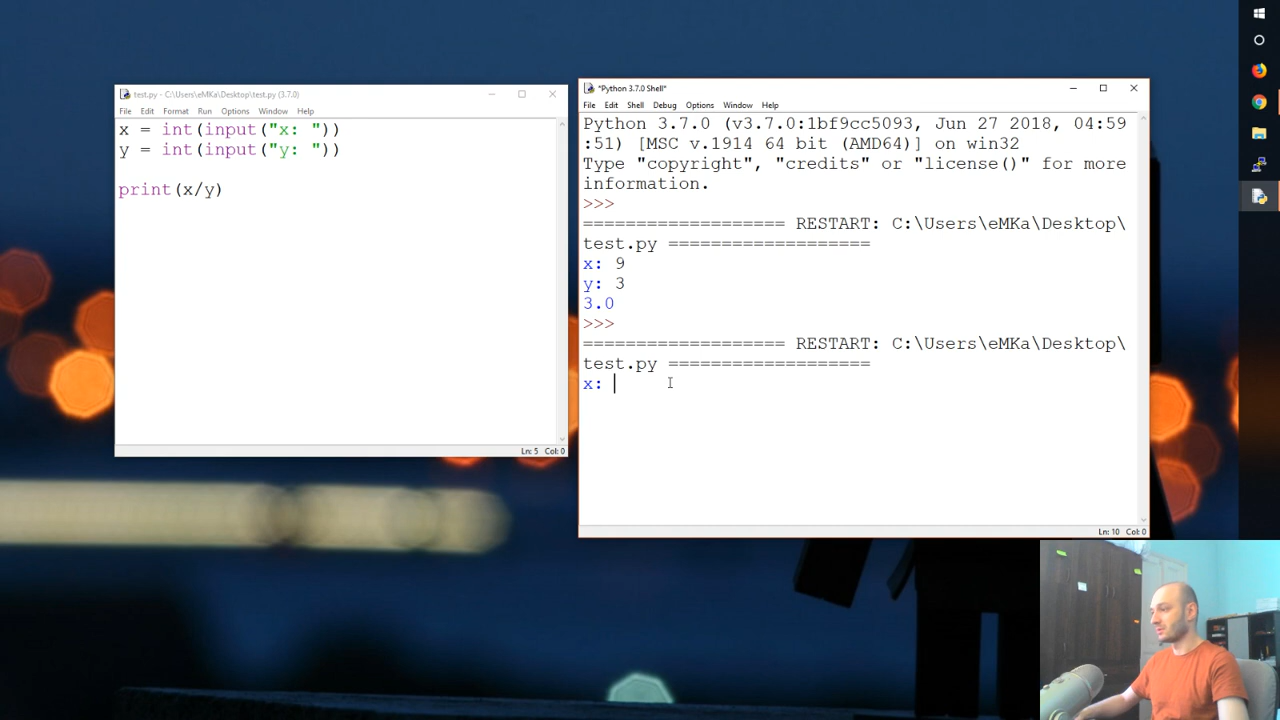 test.py - C:\Users\eMKa\Desktop\test.py (3.7.0)
File Edit Format Run Options Window Help
x = int(input("x: "))
y = int(input("y: "))
print(x/y)
Ln: 5 Col: 0
*Python 3.7.0 Shell*
File Edit Shell Debug Options Window Help
Python 3.7.0 (v3.7.0:1bf9cc5093, Jun 27 2018, 04:59
:51) [MSC v.1914 64 bit (AMD64)] on win32
Type "copyright", "credits" or "license()" for more
information.
>>>
=================== RESTART: C:\Users\eMKa\Desktop\
test.py ===================
x: 9
y: 3
3.0
>>>
=================== RESTART: C:\Users\eMKa\Desktop\
test.py ===================
x:
Ln: 10 Col: 0